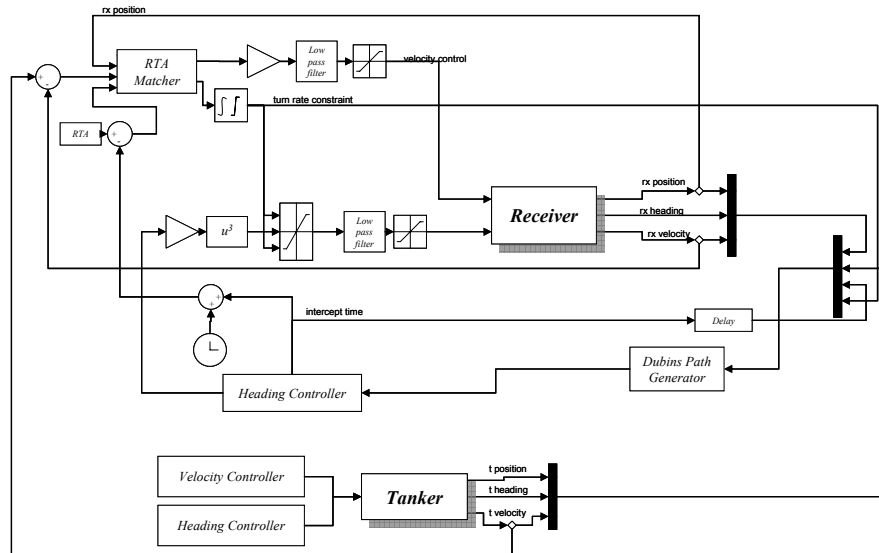 rx position
RTA
Matcher
Low
pass
filter
velocity control
turn rate constraint
RTA
+
-
+
-
u³
Low
pass
filter
Receiver
rx position
rx heading
rx velocity
+
+
intercept time
Delay
Dubins Path
Generator
Heading Controller
Velocity Controller
Heading Controller
Tanker
t position
t heading
t velocity